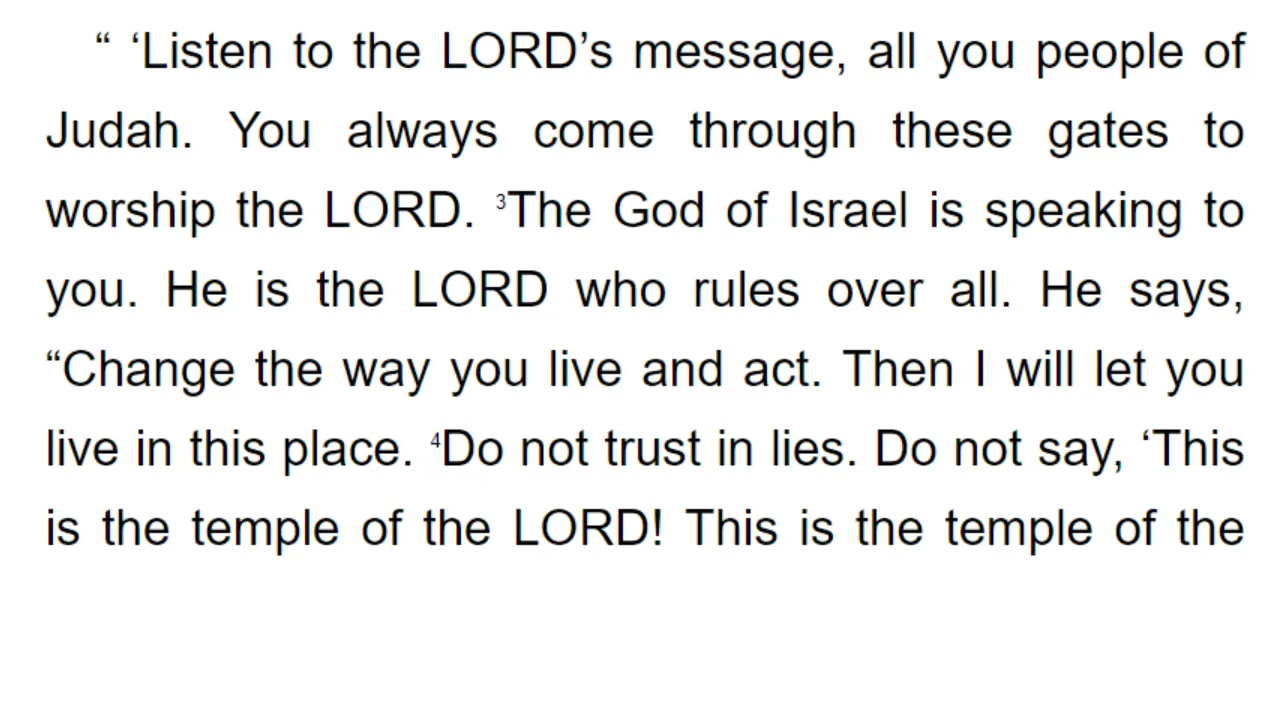 “ ‘Listen to the LORD’s message, all you people of
Judah. You always come through these gates to
worship the LORD. ³The God of Israel is speaking to
you. He is the LORD who rules over all. He says,
“Change the way you live and act. Then I will let you
live in this place. ⁴Do not trust in lies. Do not say, ‘This
is the temple of the LORD! This is the temple of the